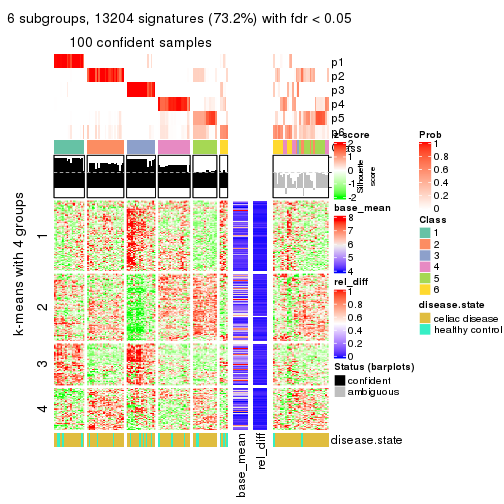 6 subgroups, 13204 signatures (73.2%) with fdr < 0.05
100 confident samples
p1
p2
p3
p4
p5
p6
Class
Silhouette
score
k-means with 4 groups
1
2
3
4
base_mean
rel_diff
disease.state
z-score
2
1
0
-1
-2
base_mean
8
7
6
5
4
rel_diff
1
0.8
0.6
0.4
0.2
0
Status (barplots)
confident
ambiguous
Prob
1
0.8
0.6
0.4
0.2
0
Class
1
2
3
4
5
6
disease.state
celiac disease
healthy control